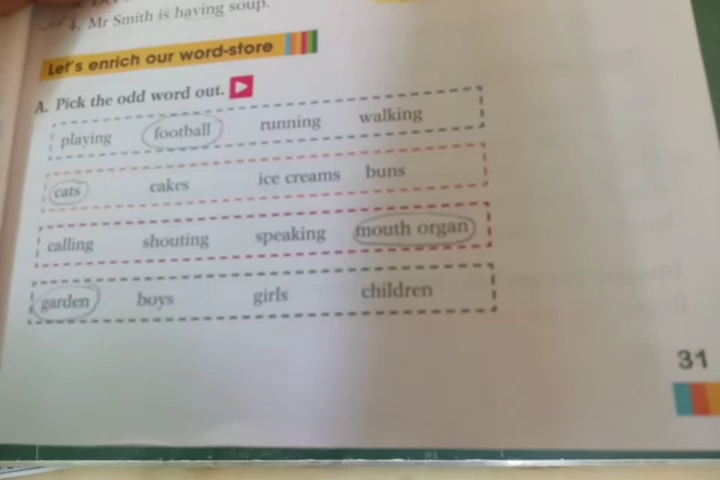 4. Mr Smith is having soup.
Let's enrich our word-store
A. Pick the odd word out.
playing football running walking
cats cakes ice creams buns
calling shouting speaking mouth organ
garden boys girls children
31